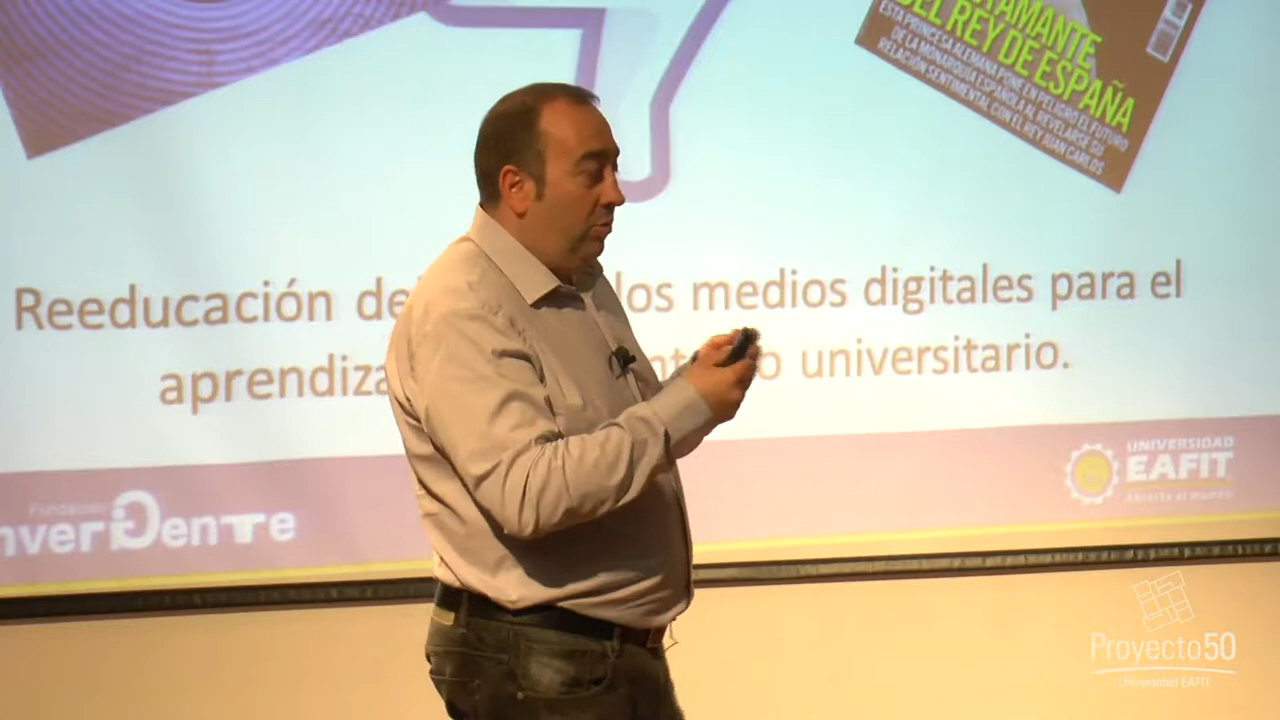 AMANTE
DEL REY DE ESPAÑA
ESTA PRINCESA ALEMANA PONE EN PELIGRO EL FUTURO
DE LA MONARQUÍA ESPAÑOLA AL REVELARSE SU
RELACIÓN SENTIMENTAL CON EL REY JUAN CARLOS
Reeducación de los medios digitales para el
aprendiza universitario.
Fundación
nverGente
UNIVERSIDAD
EAFIT
Abierta al mundo
Proyecto50
Universidad EAFIT